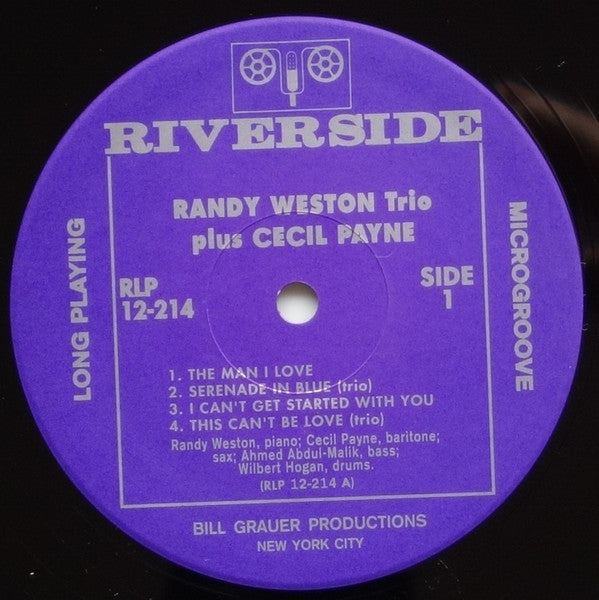 RIVERSIDE
RANDY WESTON Trio
plus CECIL PAYNE
LONG PLAYING
MICROGROOVE
RLP
12-214
SIDE
1
1. THE MAN I LOVE
2. SERENADE IN BLUE (trio)
3. I CAN'T GET STARTED WITH YOU
4. THIS CAN'T BE LOVE (trio)
Randy Weston, piano; Cecil Payne, baritone;
sax; Ahmed Abdul-Malik, bass;
Wilbert Hogan, drums.
(RLP 12-214 A)
BILL GRAUER PRODUCTIONS
NEW YORK CITY